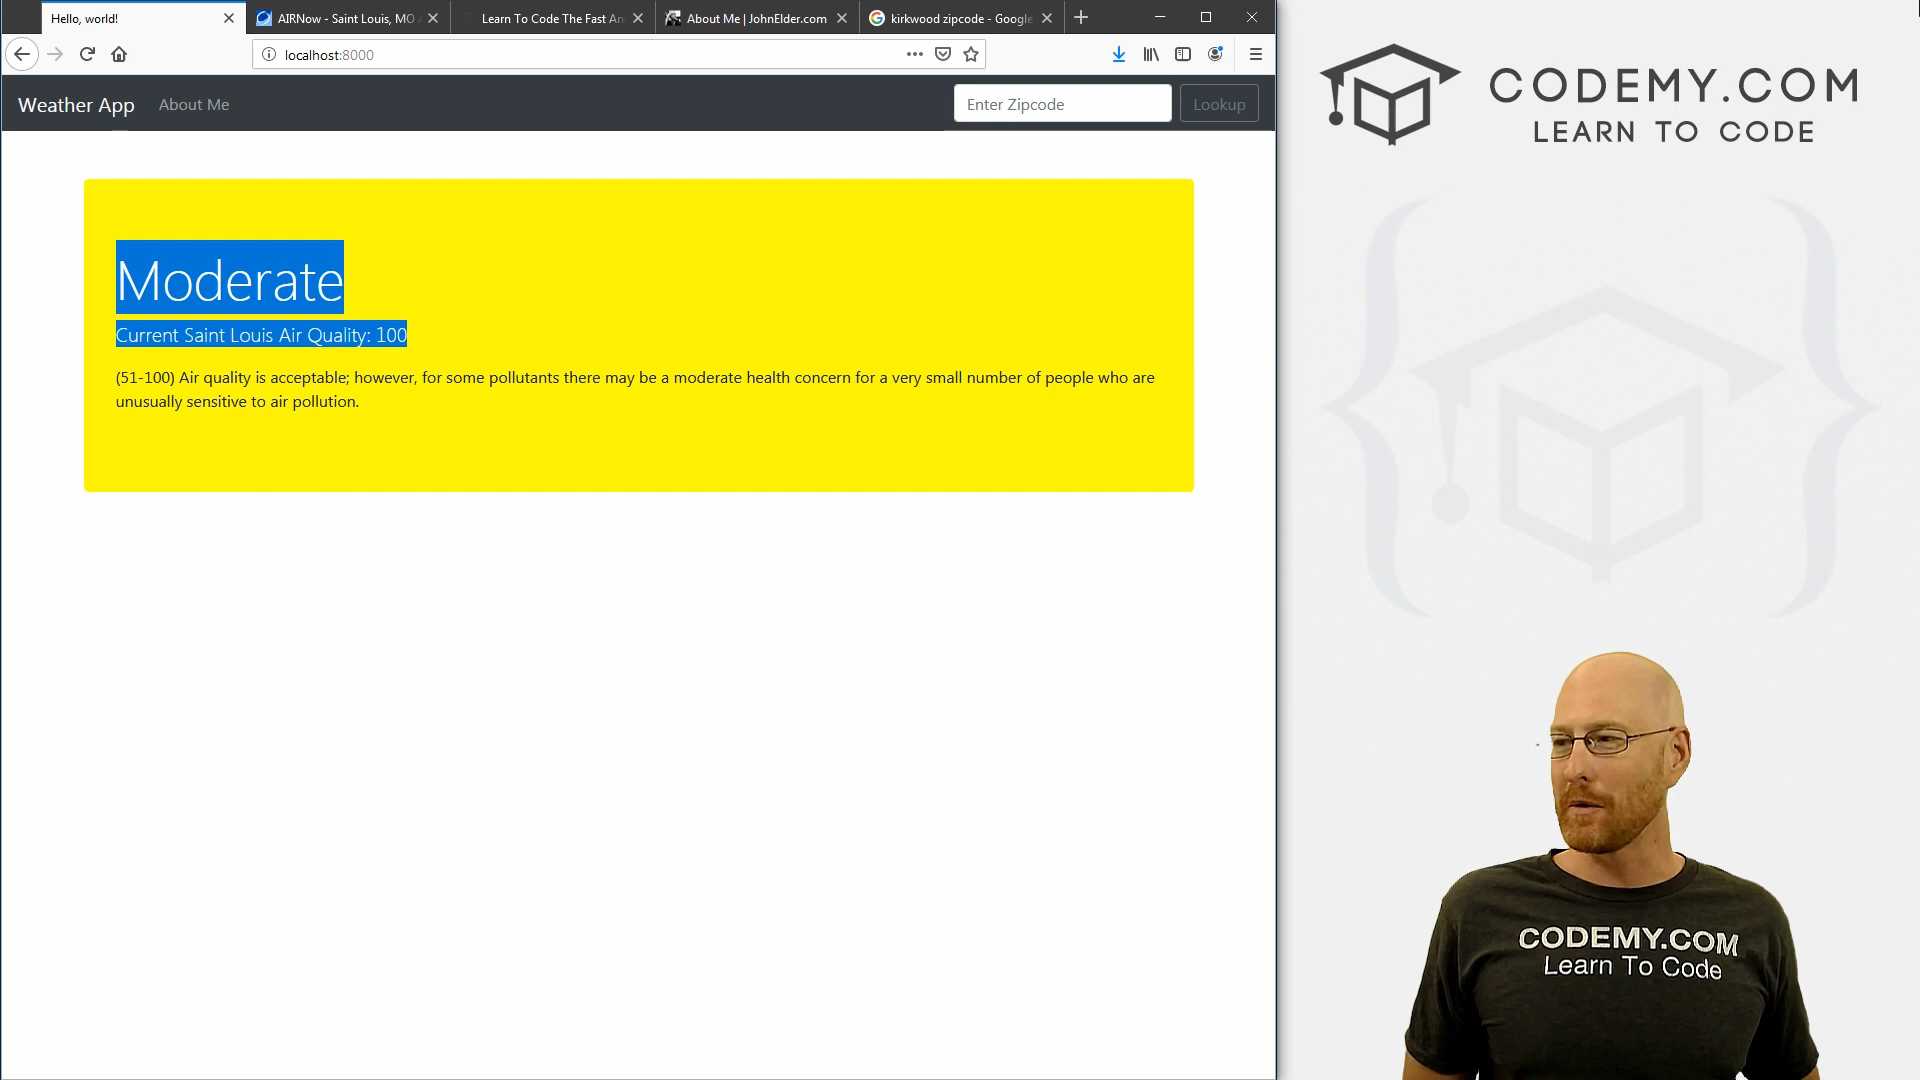 Hello, world!
AIRNow - Saint Louis, MO
Learn To Code The Fast An
About Me | JohnElder.com
kirkwood zipcode - Google
localhost:8000
Weather App
About Me
Enter Zipcode
Lookup
Moderate
Current Saint Louis Air Quality: 100
(51-100) Air quality is acceptable; however, for some pollutants there may be a moderate health concern for a very small number of people who are
unusually sensitive to air pollution.
CODEMY.COM
LEARN TO CODE
CODEMY.COM
Learn To Code